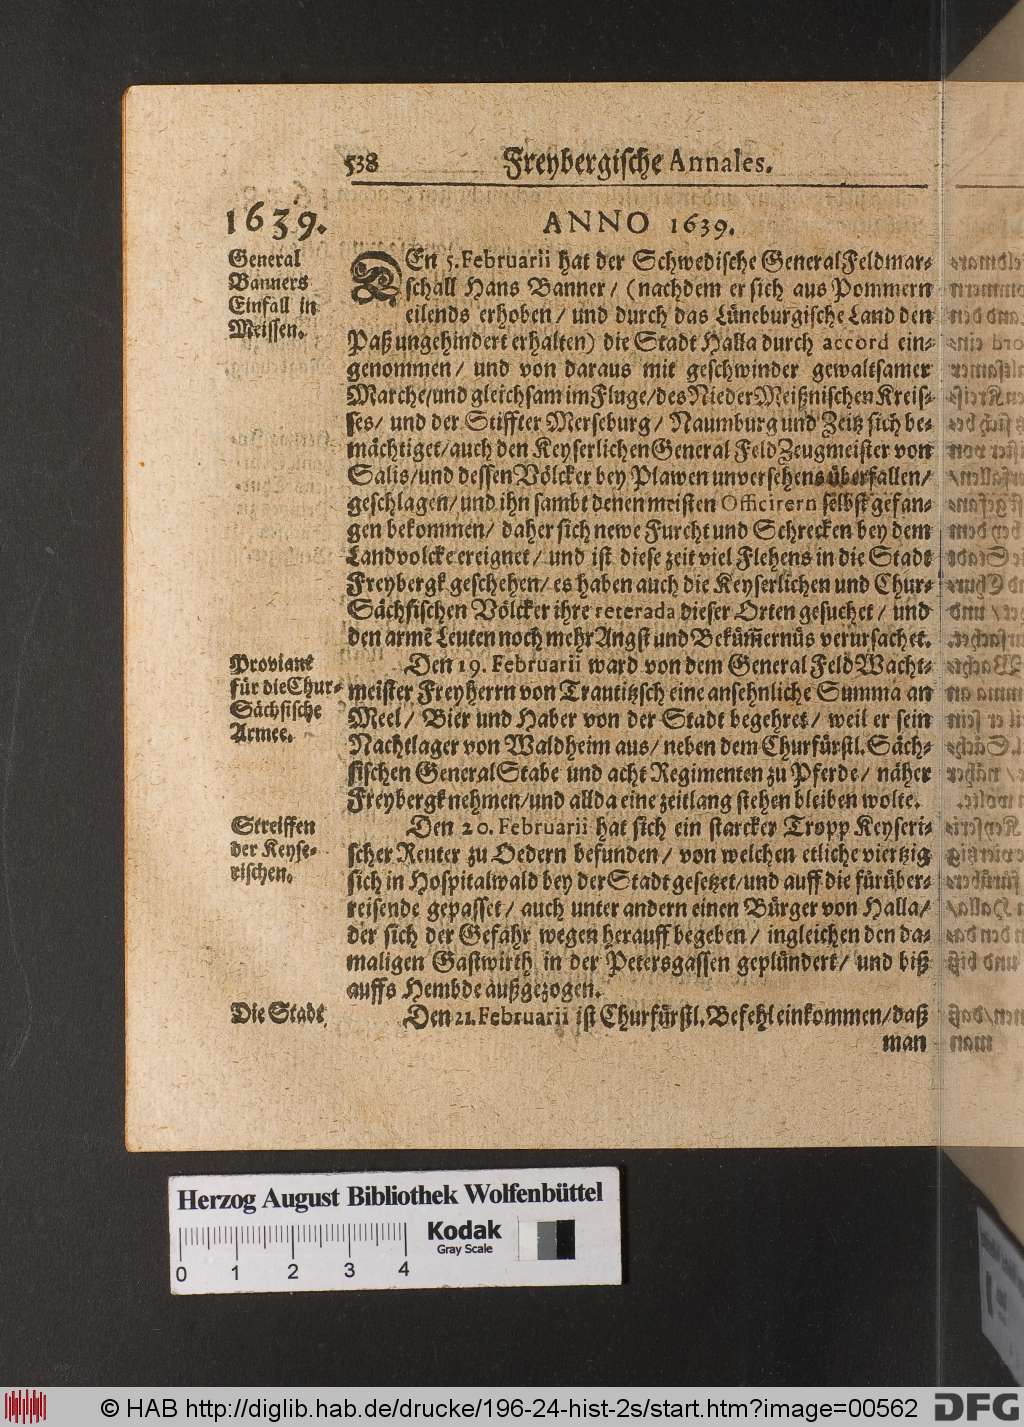 538 Freybergische Annales.
1639. ANNO 1639.
General
Banners
Einfall in
Meissen.
DEn 5. Februarii hat der Schwedische General Feldmar-
schall Hans Banner / (nachdem er sich aus Pommern
eilends erhoben / und durch das Lüneburgische Land den
Paß ungehindert erhalten) die Stadt Halla durch accord ein-
genommen / und von daraus mit geschwinder gewaltsamer
Marche / und gleichsam im Fluge / des Nieder Meißnischen Kreis-
ses / und der Stiffter Merseburg / Naumburg und Zeitz sich be-
mächtiget / auch den Keyserlichen General FeldZeugmeister von
Salis / und dessen Völcker bey Plawen unversehens überfallen /
geschlagen / und ihn sambt denen meisten Officirern selbst gefan-
gen bekommen / daher sich newe Furcht und Schrecken bey dem
Landvolcke ereignet / und ist diese zeit viel Flehens in die Stadt
Freybergk geschehen / es haben auch die Keyserlichen und Chur-
Sächsischen Völcker ihre reterada dieser Orten gesuchet / und
den armẽ Leuten noch mehr Angst und Beküm̃ernüs verursachet.
Proviant
für die Chur-
Sächsische
Armee.
Den 19. Februarii ward von dem General FeldWacht-
meister Freyherrn von Trautitzsch eine ansehnliche Summa an
Meel / Bier und Haber von der Stadt begehret / weil er sein
Nachtlager von Waldheim aus / neben dem Churfürstl. Säch-
sischen GeneralStabe und acht Regimenten zu Pferde / näher
Freybergk nehmen / und allda eine zeitlang stehen bleiben wolte.
Streiffen
der Keyse-
rischen.
Den 20. Februarii hat sich ein starcker Tropp Keyseri-
scher Reuter zu Oedern befunden / von welchen etliche viertzig
sich in Hospitalwald bey der Stadt gesetzet / und auff die fürüber-
reisende gepasset / auch unter andern einen Bürger von Halla /
der sich der Gefahr wegen herauff begeben / ingleichen den da-
maligen Gastwirth in der Petersgassen geplündert / und biß
auffs Hembde außgezogen.
Die Stadt
Den 21. Februarii ist Churfürstl. Befehl einkommen / daß
man
Herzog August Bibliothek Wolfenbüttel
Kodak
Gray Scale
0 1 2 3 4
© HAB http://diglib.hab.de/drucke/196-24-hist-2s/start.htm?image=00562
DFG